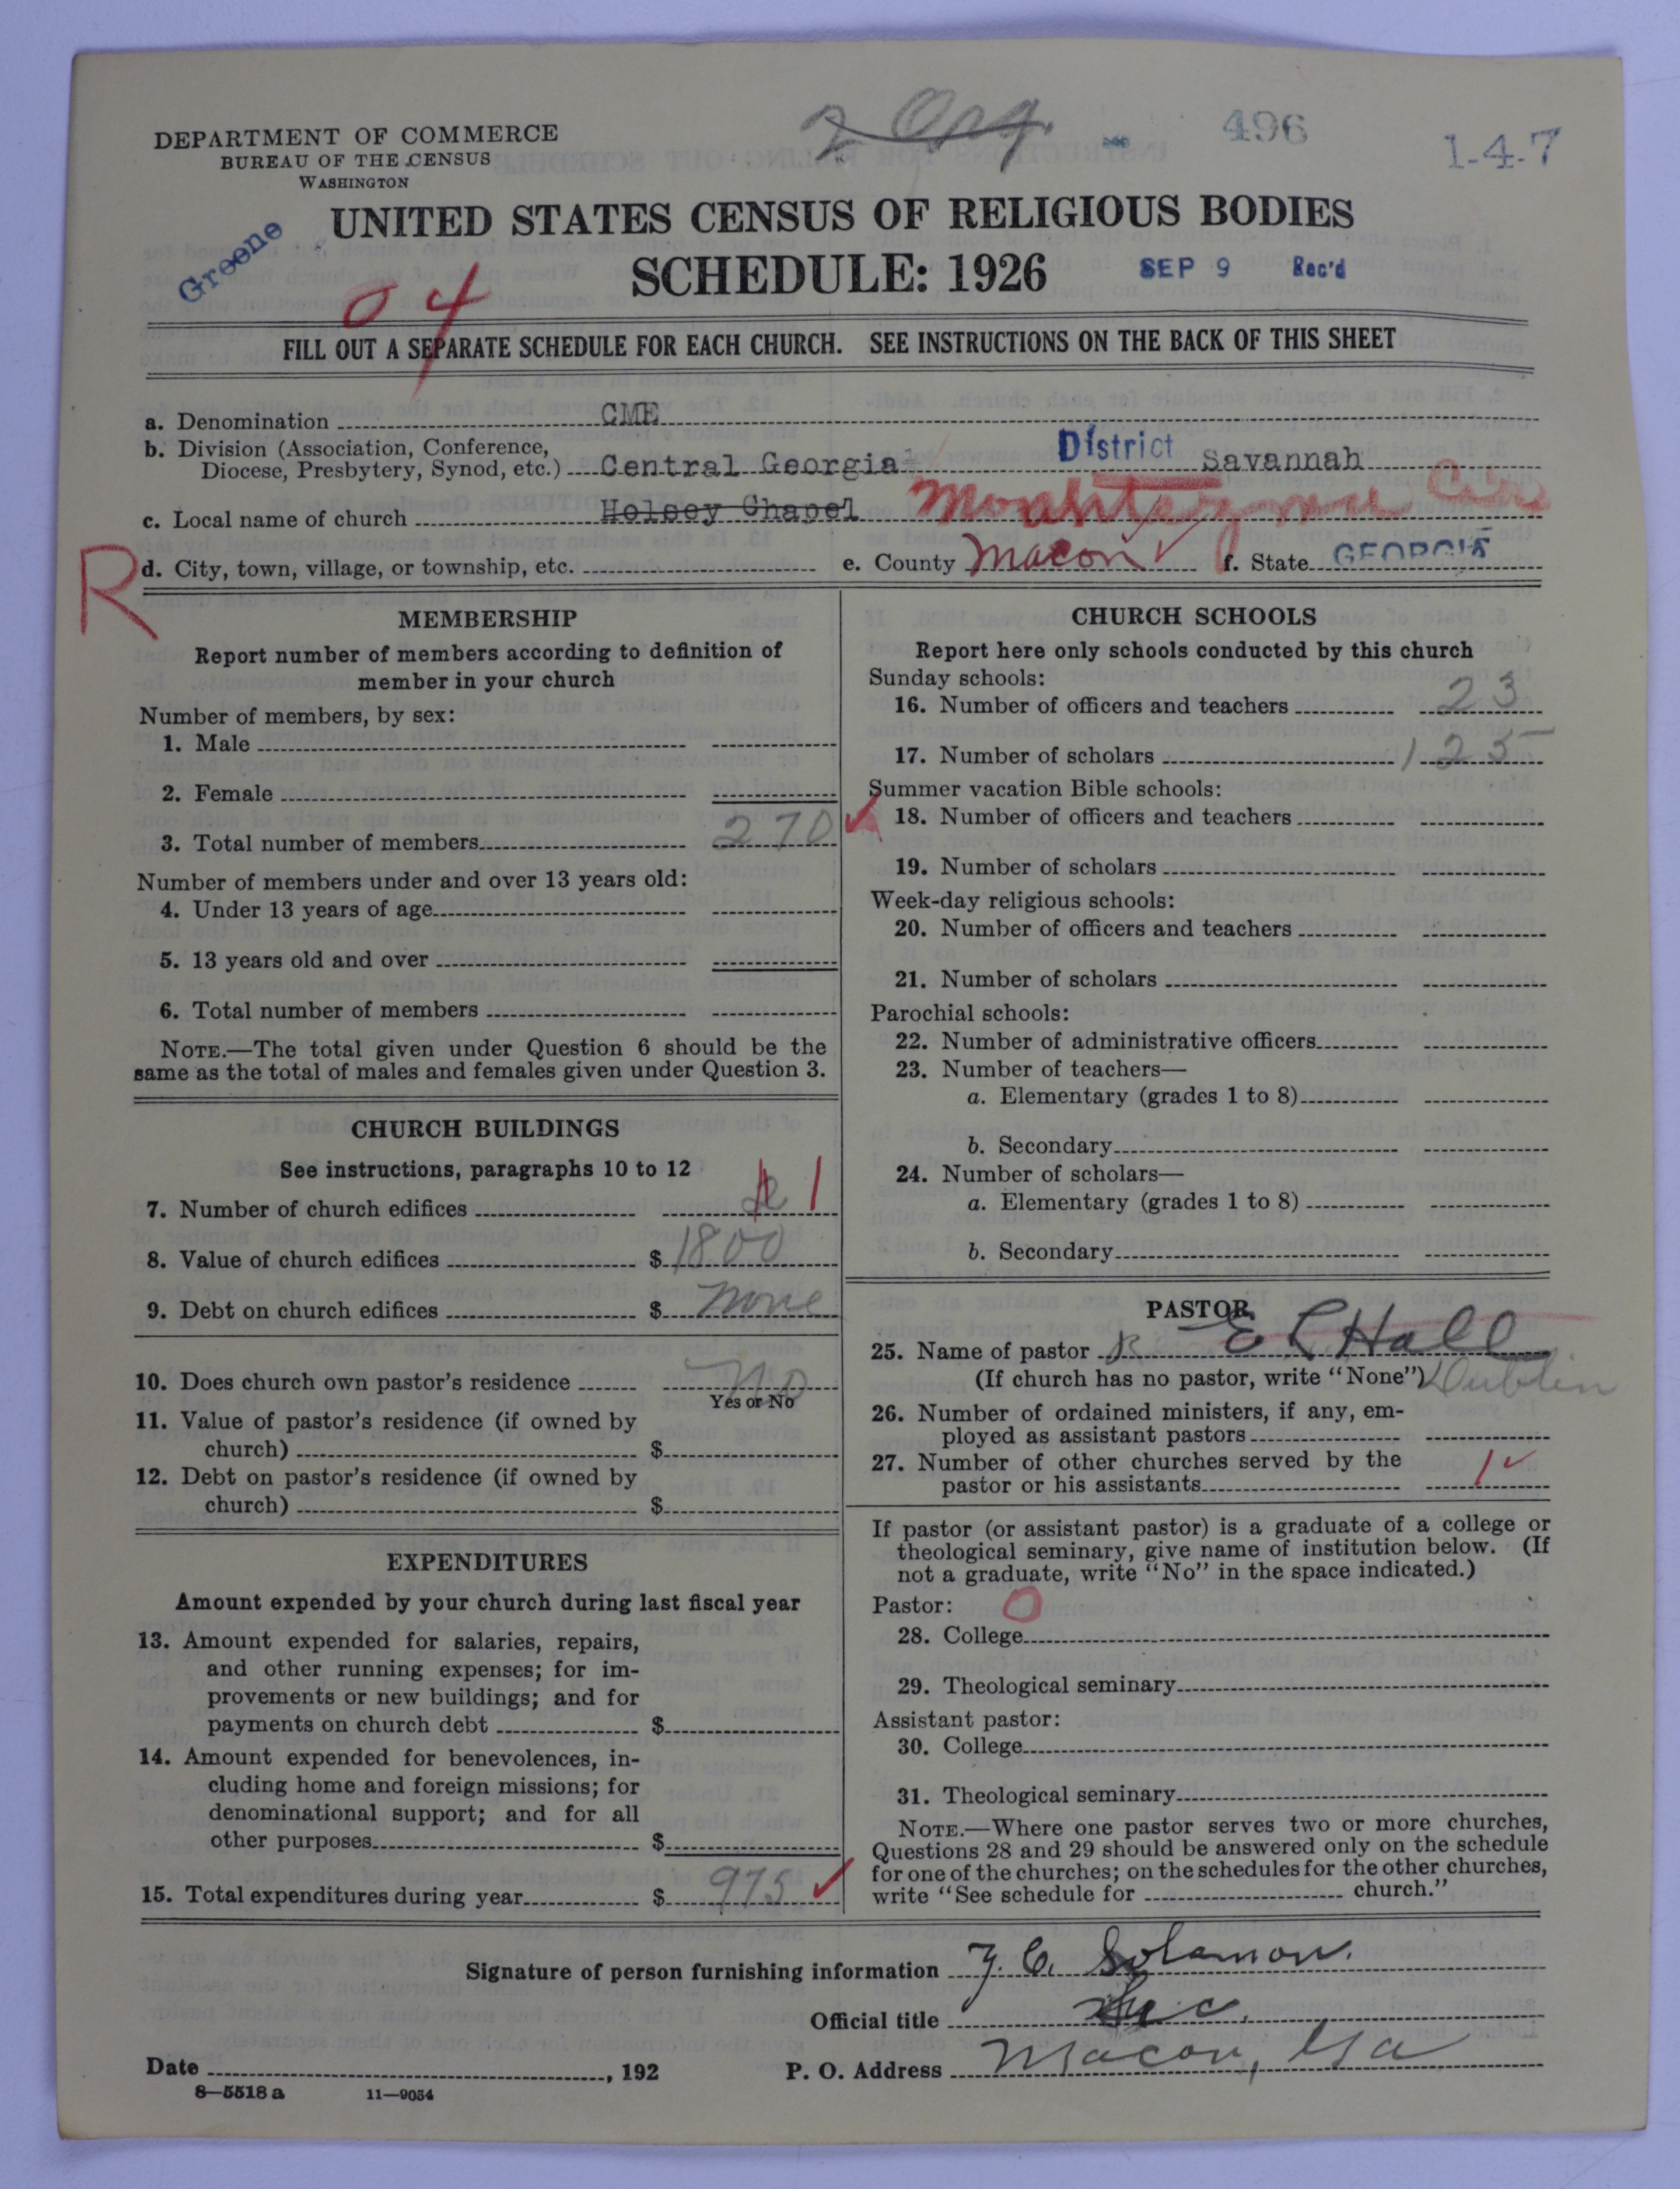 2 Org.
496
1-4-7
DEPARTMENT OF COMMERCE
BUREAU OF THE CENSUS
WASHINGTON
Greene
UNITED STATES CENSUS OF RELIGIOUS BODIES
SCHEDULE: 1926
SEP 9 Rec'd
04
FILL OUT A SEPARATE SCHEDULE FOR EACH CHURCH. SEE INSTRUCTIONS ON THE BACK OF THIS SHEET
a. Denomination CME
b. Division (Association, Conference,
Diocese, Presbytery, Synod, etc.) Central Georgia District Savannah
c. Local name of church Holsey Chapel
R
d. City, town, village, or township, etc. e. County Macon f. State GEORGIA
MEMBERSHIP
Report number of members according to definition of
member in your church
Number of members, by sex:
1. Male
2. Female
3. Total number of members 270
Number of members under and over 13 years old:
4. Under 13 years of age
5. 13 years old and over
6. Total number of members
NOTE.—The total given under Question 6 should be the
same as the total of males and females given under Question 3.
CHURCH BUILDINGS
See instructions, paragraphs 10 to 12
7. Number of church edifices 1
8. Value of church edifices $ 1800
9. Debt on church edifices $ none
10. Does church own pastor's residence no
Yes or No
11. Value of pastor's residence (if owned by
church) $
12. Debt on pastor's residence (if owned by
church) $
EXPENDITURES
Amount expended by your church during last fiscal year
13. Amount expended for salaries, repairs,
and other running expenses; for im-
provements or new buildings; and for
payments on church debt $
14. Amount expended for benevolences, in-
cluding home and foreign missions; for
denominational support; and for all
other purposes $
15. Total expenditures during year $ 975
CHURCH SCHOOLS
Report here only schools conducted by this church
Sunday schools:
16. Number of officers and teachers 23
17. Number of scholars 125
Summer vacation Bible schools:
18. Number of officers and teachers
19. Number of scholars
Week-day religious schools:
20. Number of officers and teachers
21. Number of scholars
Parochial schools:
22. Number of administrative officers
23. Number of teachers—
a. Elementary (grades 1 to 8)
b. Secondary
24. Number of scholars—
a. Elementary (grades 1 to 8)
b. Secondary
PASTOR
25. Name of pastor E L Hall
(If church has no pastor, write "None") Dublin
26. Number of ordained ministers, if any, em-
ployed as assistant pastors
27. Number of other churches served by the
pastor or his assistants 1
If pastor (or assistant pastor) is a graduate of a college or
theological seminary, give name of institution below. (If
not a graduate, write "No" in the space indicated.)
Pastor: 0
28. College
29. Theological seminary
Assistant pastor:
30. College
31. Theological seminary
NOTE.—Where one pastor serves two or more churches,
Questions 28 and 29 should be answered only on the schedule
for one of the churches; on the schedules for the other churches,
write "See schedule for church."
Signature of person furnishing information Solamon.
Official title Sec.
Date , 192 P. O. Address Macon, Ga
8—5518 a 11—9054